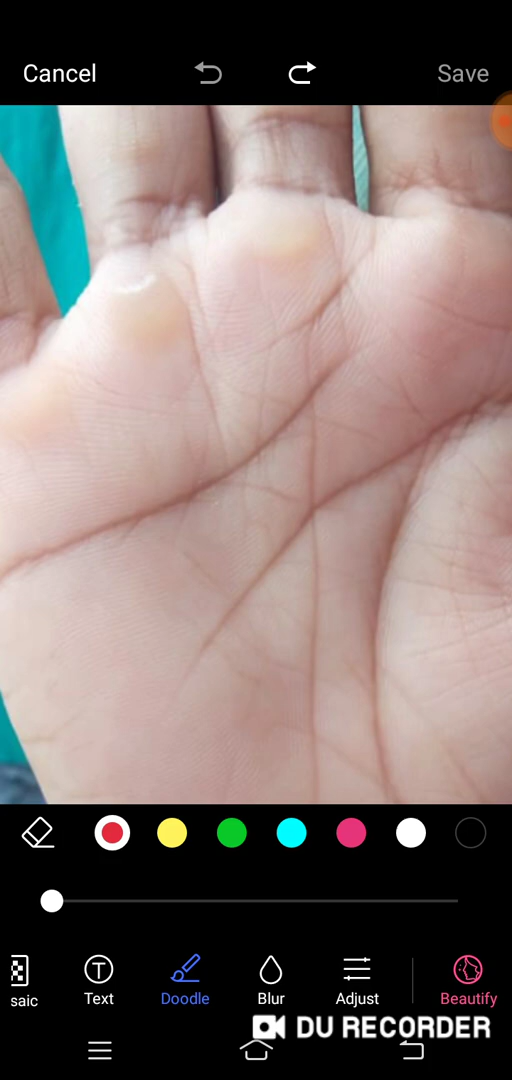 Cancel
Save
saic
Text
Doodle
Blur
Adjust
Beautify
DU RECORDER